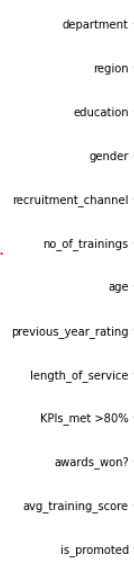 department
region
education
gender
recruitment_channel
no_of_trainings
age
previous_year_rating
length_of_service
KPIs_met >80%
awards_won?
avg_training_score
is_promoted